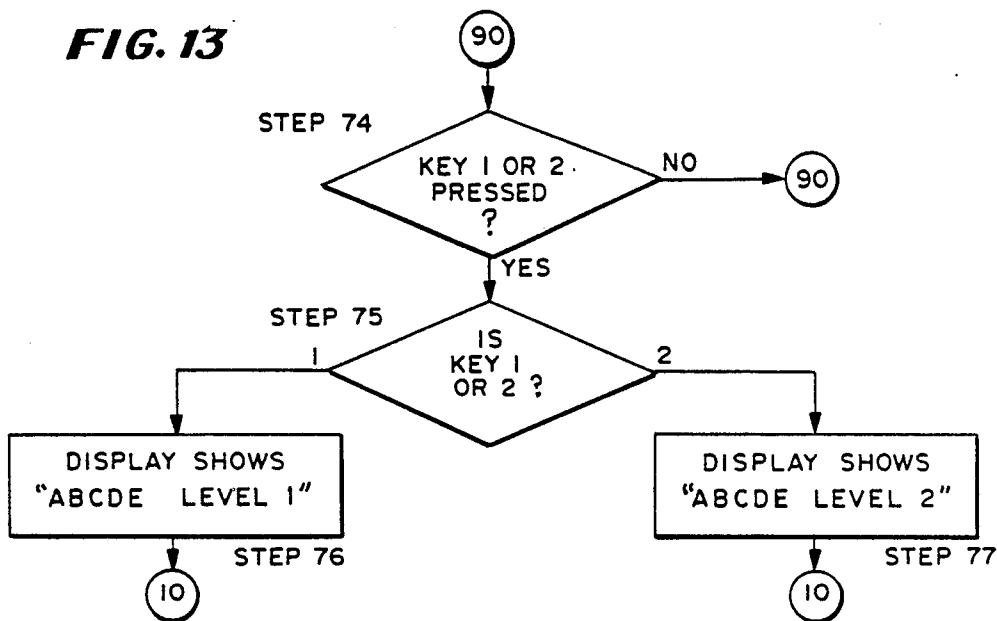 FIG. 13
90
STEP 74
KEY 1 OR 2
PRESSED
?
NO
90
YES
STEP 75
IS
KEY 1
OR 2 ?
1
2
DISPLAY SHOWS
"ABCDE LEVEL 1"
STEP 76
10
DISPLAY SHOWS
"ABCDE LEVEL 2"
STEP 77
10